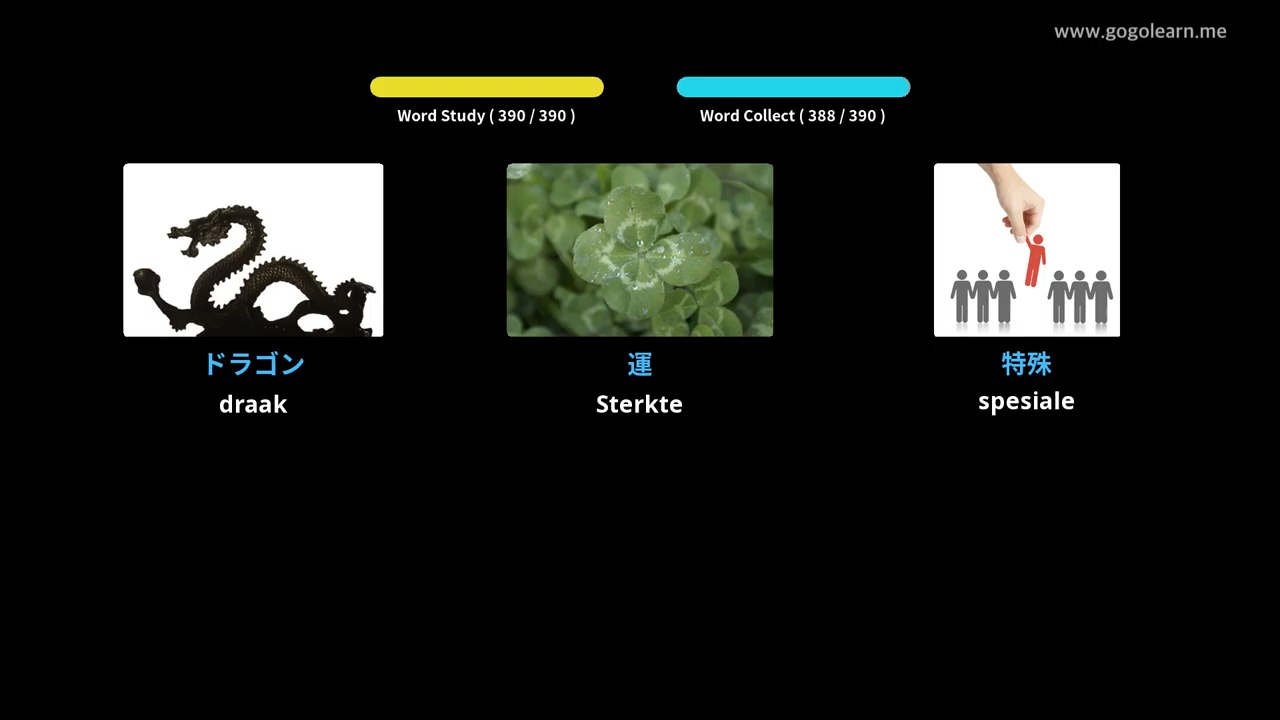 www.gogolearn.me
Word Study ( 390 / 390 )
Word Collect ( 388 / 390 )
ドラゴン
draak
運
Sterkte
特殊
spesiale